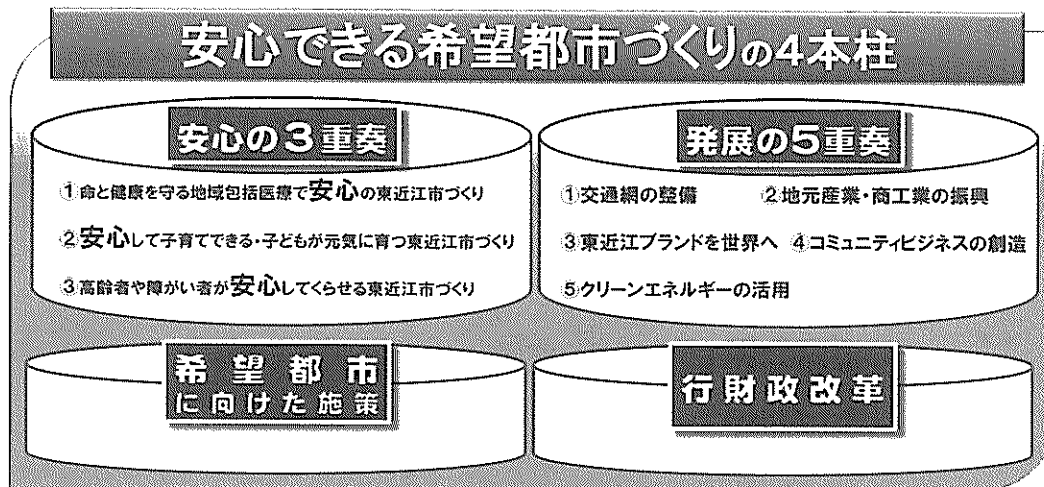 安心できる希望都市づくりの4本柱
安心の3重奏
①命と健康を守る地域包括医療で安心の東近江市づくり
②安心して子育てできる・子どもが元気に育つ東近江市づくり
③高齢者や障がい者が安心してくらせる東近江市づくり
発展の5重奏
①交通網の整備 ②地元産業・商工業の振興
③東近江ブランドを世界へ ④コミュニティビジネスの創造
⑤クリーンエネルギーの活用
希望都市
に向けた施策
行財政改革